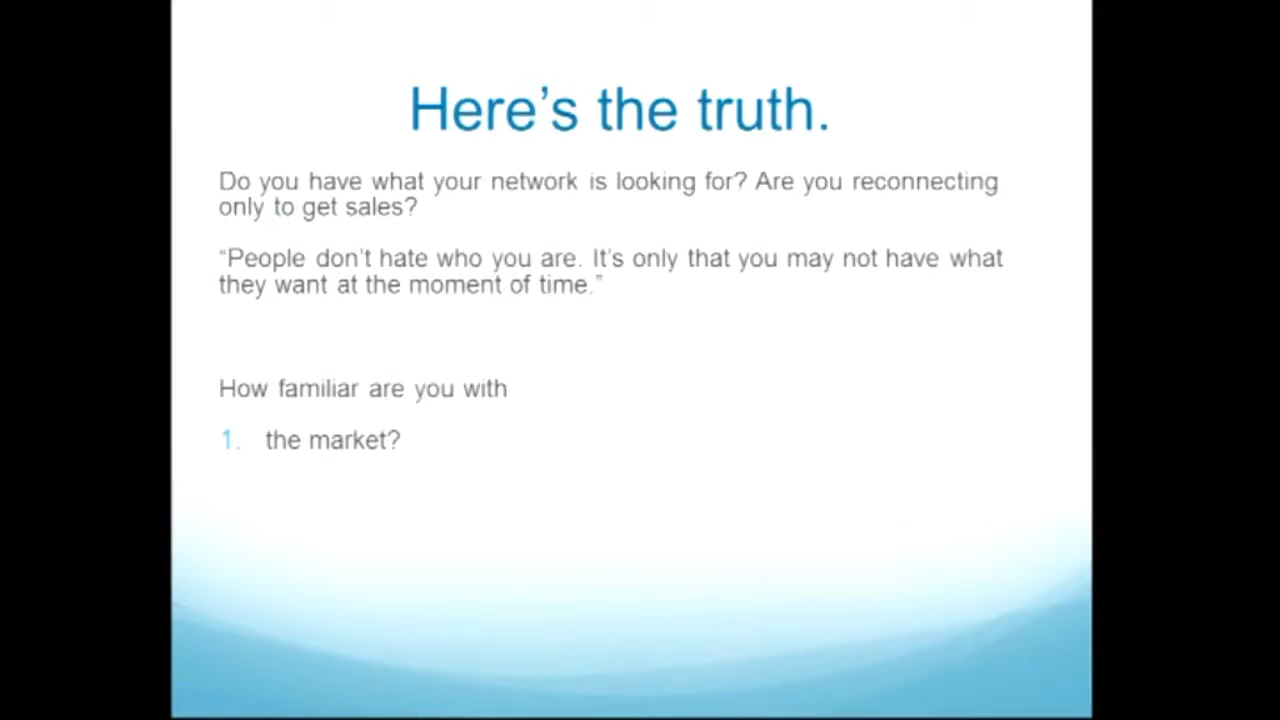 Here’s the truth.
Do you have what your network is looking for? Are you reconnecting
only to get sales?
“People don’t hate who you are. It’s only that you may not have what
they want at the moment of time.”
How familiar are you with
1. the market?